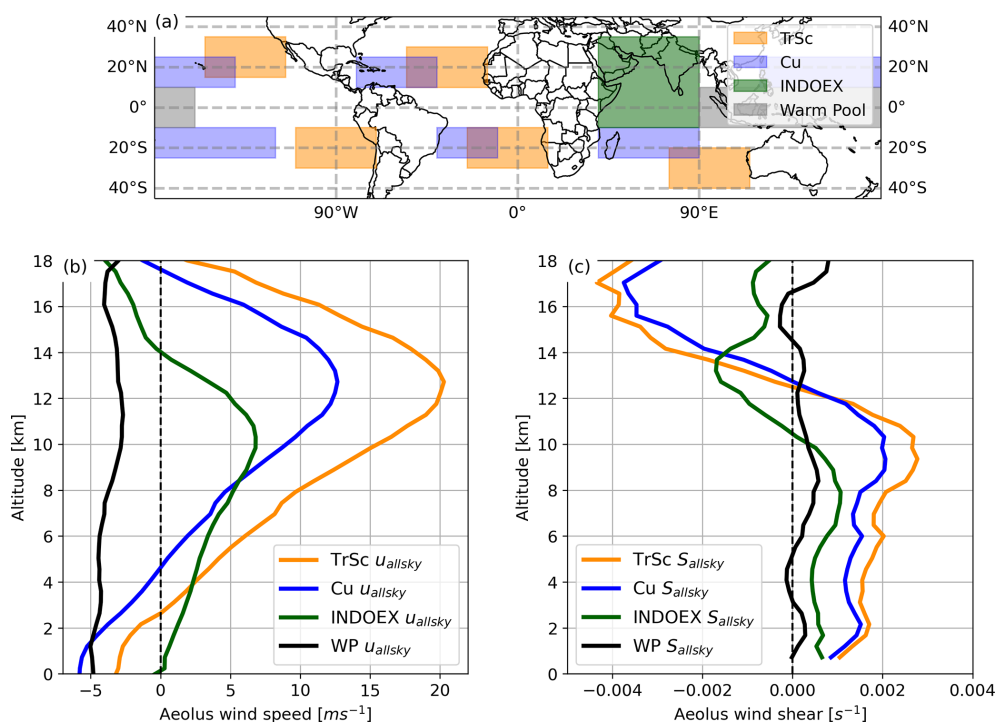 (a)
40°N 20°N 0° 20°S 40°S
40°N 20°N 0° 20°S 40°S
90°W 0° 90°E
TrSc
Cu
INDOEX
Warm Pool
(b)
Altitude [km]
18
16
14
12
10
8
6
4
2
0
TrSc u_allsky
Cu u_allsky
INDOEX u_allsky
WP u_allsky
−5 0 5 10 15 20
Aeolus wind speed [ms⁻¹]
(c)
Altitude [km]
18
16
14
12
10
8
6
4
2
0
TrSc S_allsky
Cu S_allsky
INDOEX S_allsky
WP S_allsky
−0.004 −0.002 0.000 0.002 0.004
Aeolus wind shear [s⁻¹]